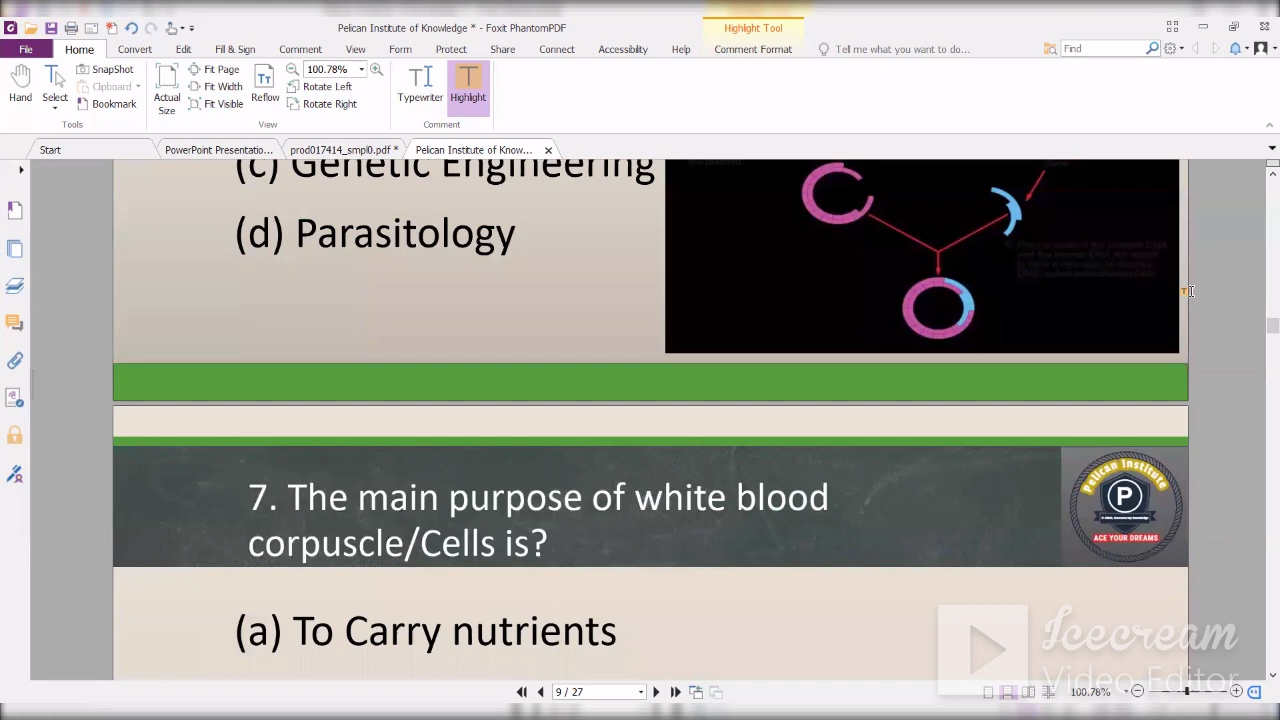 Pelican Institute of Knowledge * - Foxit PhantomPDF
Highlight Tool
File Home Convert Edit Fill & Sign Comment View Form Protect Share Connect Accessibility Help Comment Format Tell me what you want to do... Find
Hand
Select
SnapShot
Clipboard
Bookmark
Tools
Actual
Size
Fit Page
Fit Width
Fit Visible
Reflow
100.78%
Rotate Left
Rotate Right
View
Typewriter
Highlight
Comment
Start PowerPoint Presentatio... prod017414_smpl0.pdf * Pelican Institute of Know...
(c) Genetic Engineering
(d) Parasitology
7. The main purpose of white blood
corpuscle/Cells is?
Pelican Institute
P
ACE YOUR DREAMS
(a) To Carry nutrients
Icecream
Video Editor
9 / 27
100.78%